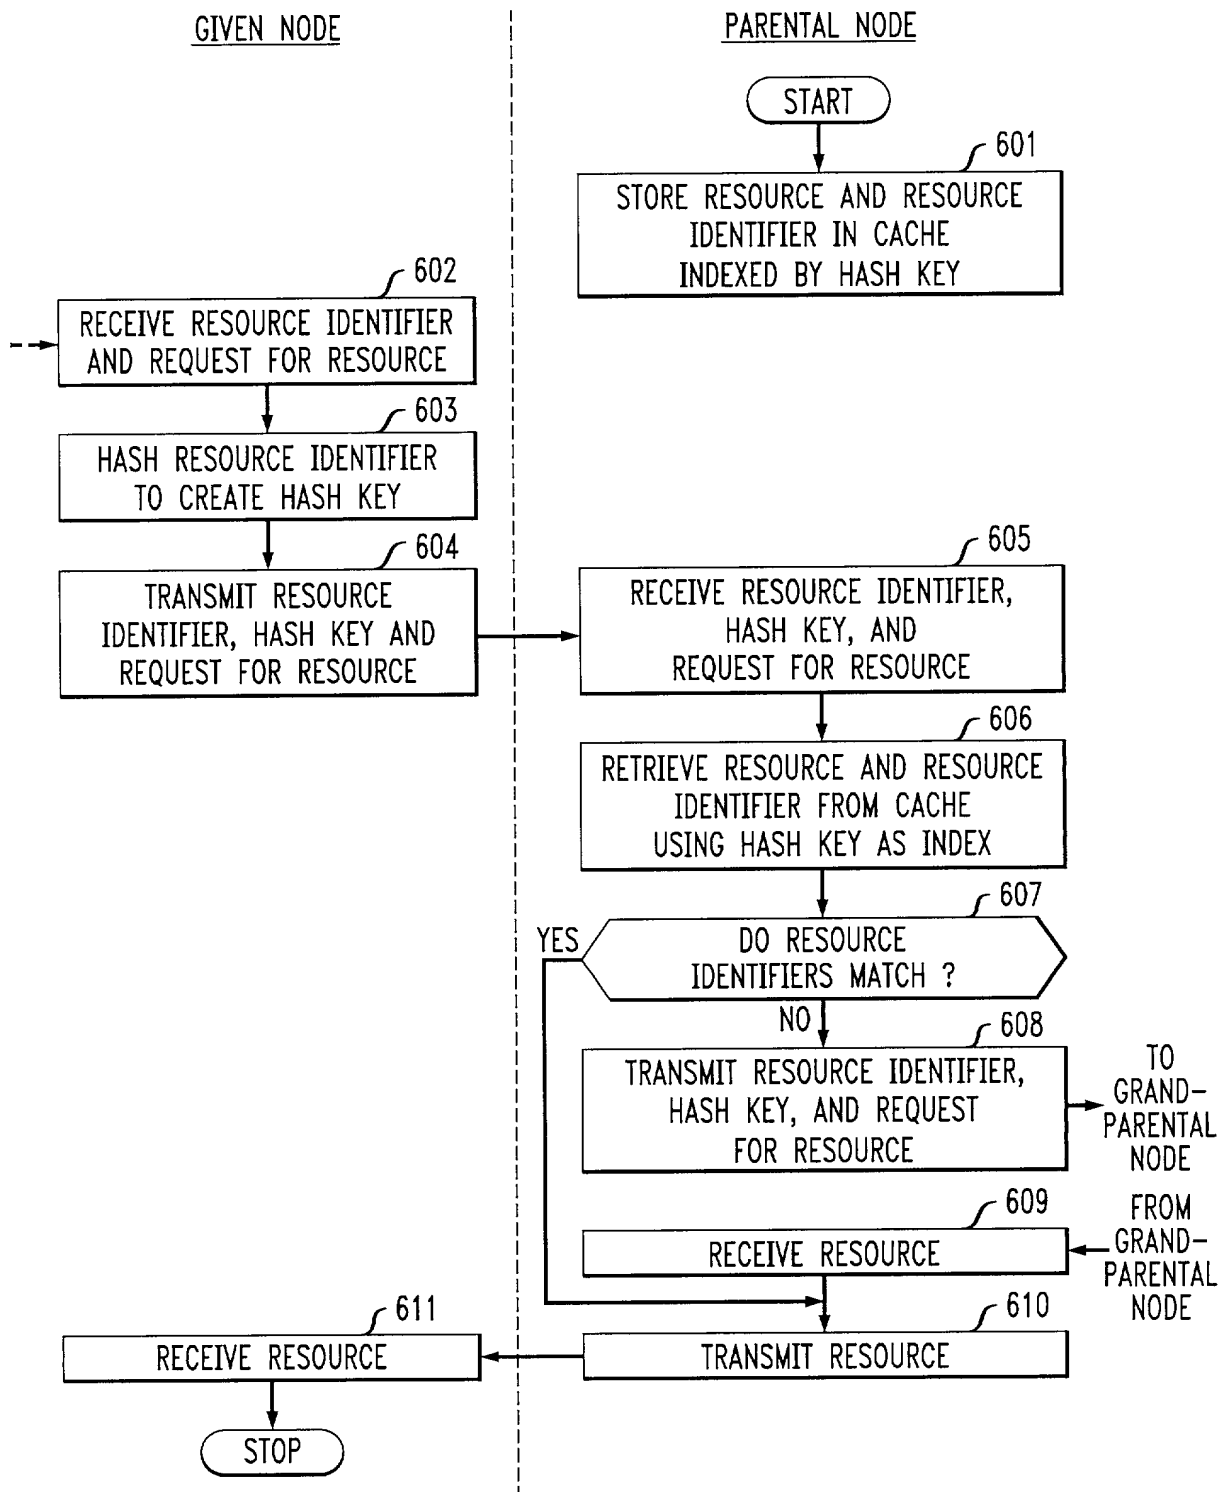 GIVEN NODE
PARENTAL NODE
START
601
STORE RESOURCE AND RESOURCE
IDENTIFIER IN CACHE
INDEXED BY HASH KEY
602
RECEIVE RESOURCE IDENTIFIER
AND REQUEST FOR RESOURCE
603
HASH RESOURCE IDENTIFIER
TO CREATE HASH KEY
604
TRANSMIT RESOURCE
IDENTIFIER, HASH KEY AND
REQUEST FOR RESOURCE
605
RECEIVE RESOURCE IDENTIFIER,
HASH KEY, AND
REQUEST FOR RESOURCE
606
RETRIEVE RESOURCE AND RESOURCE
IDENTIFIER FROM CACHE
USING HASH KEY AS INDEX
607
YES
DO RESOURCE
IDENTIFIERS MATCH ?
NO
608
TRANSMIT RESOURCE IDENTIFIER,
HASH KEY, AND REQUEST
FOR RESOURCE
TO
GRAND-
PARENTAL
NODE
609
RECEIVE RESOURCE
FROM
GRAND-
PARENTAL
NODE
610
TRANSMIT RESOURCE
611
RECEIVE RESOURCE
STOP